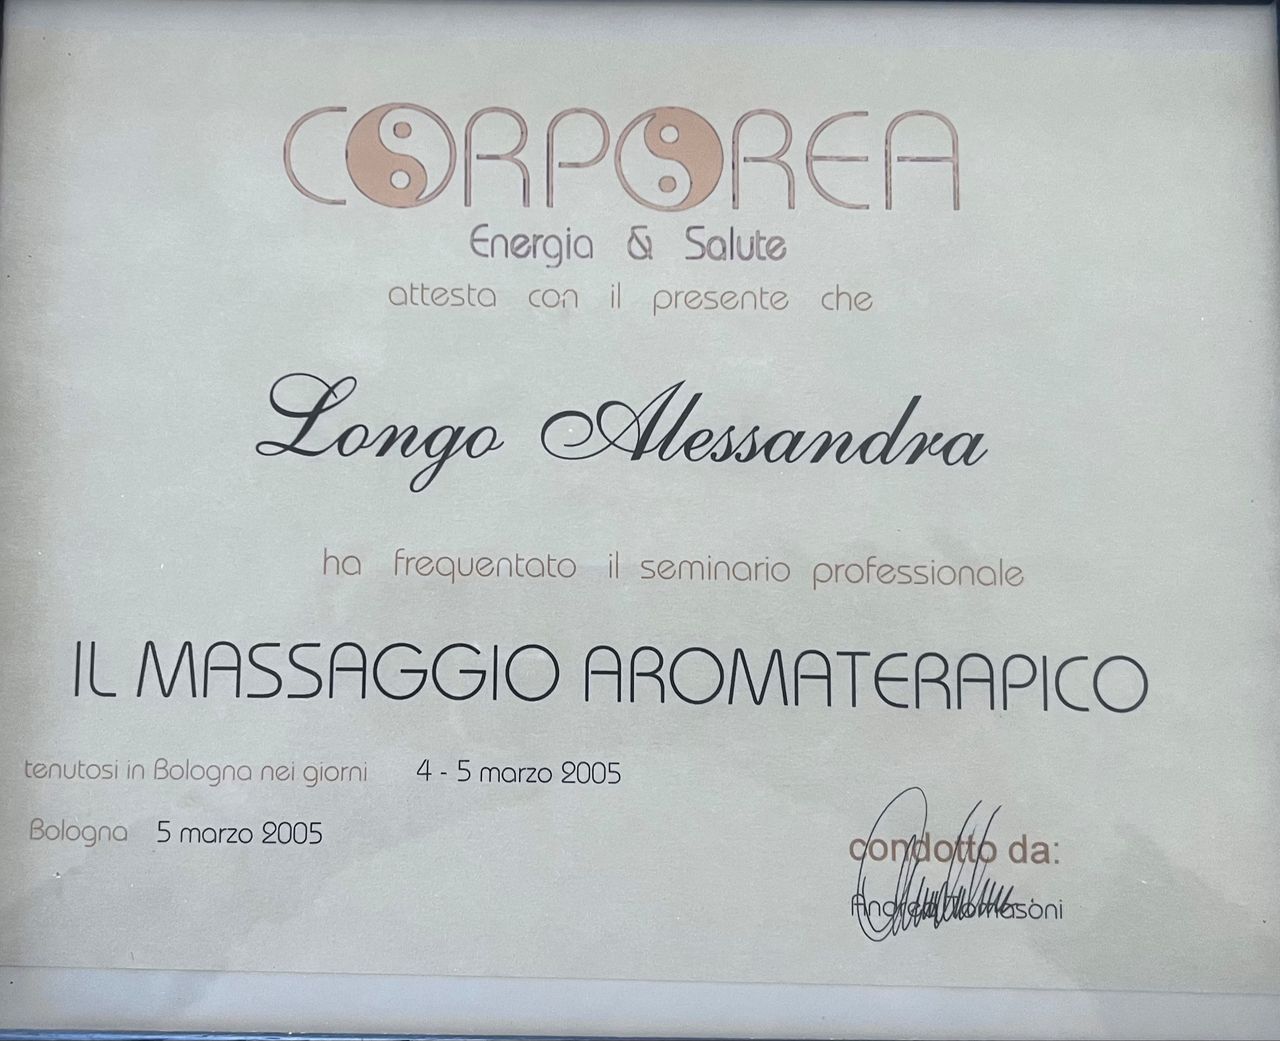 CORPOREA
Energia & Salute
attesta con il presente che
Longo Alessandra
ha frequentato il seminario professionale
IL MASSAGGIO AROMATERAPICO
tenutosi in Bologna nei giorni 4 - 5 marzo 2005
Bologna 5 marzo 2005
condotto da:
Andrea